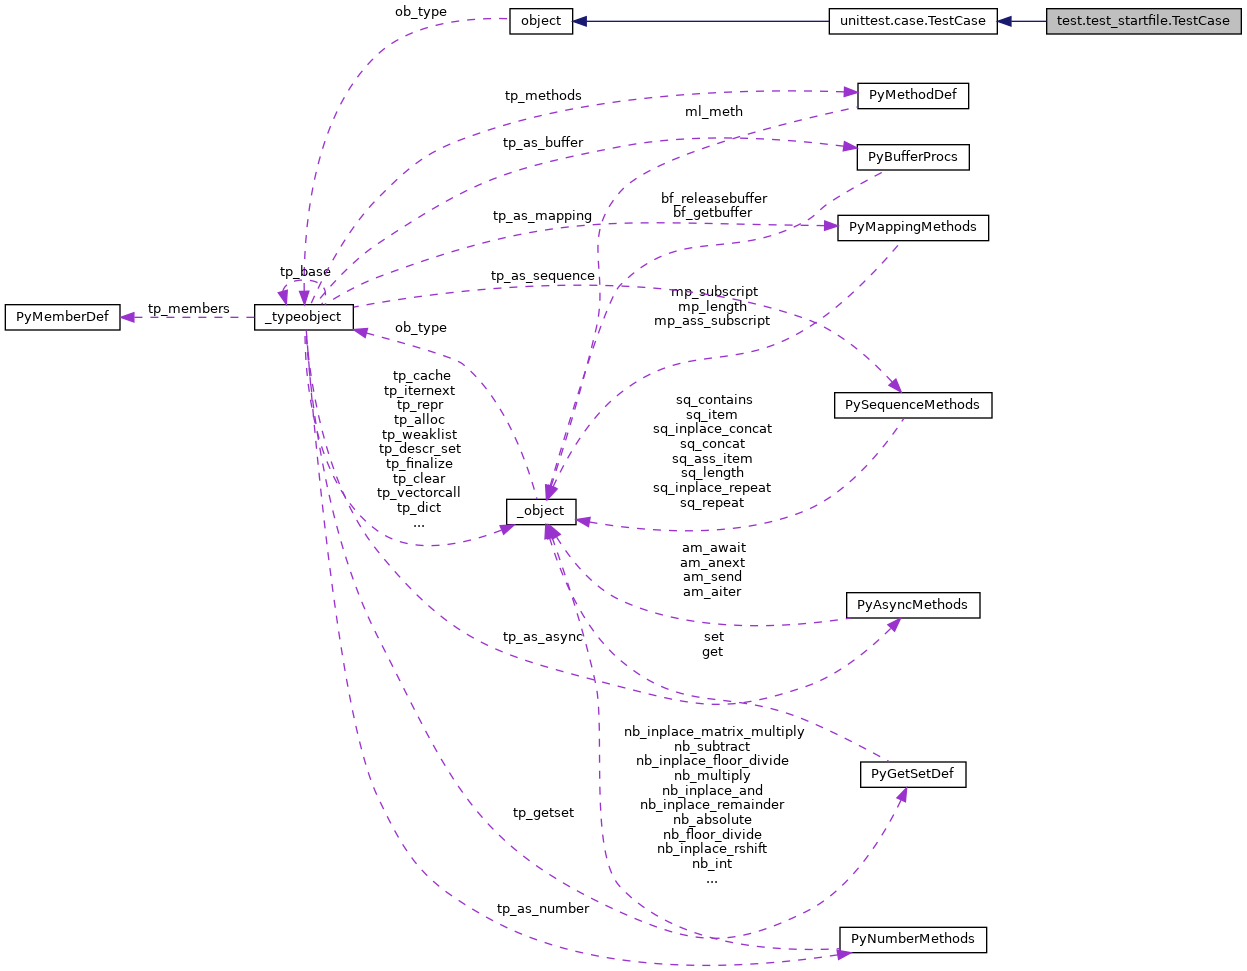 ob_type
object
unittest.case.TestCase
test.test_startfile.TestCase
tp_methods
PyMethodDef
ml_meth
tp_as_buffer
PyBufferProcs
bf_releasebuffer
bf_getbuffer
tp_as_mapping
PyMappingMethods
tp_base
tp_as_sequence
mp_subscript
mp_length
mp_ass_subscript
PyMemberDef
tp_members
_typeobject
ob_type
tp_cache
tp_iternext
tp_repr
tp_alloc
tp_weaklist
tp_descr_set
tp_finalize
tp_clear
tp_vectorcall
tp_dict
...
sq_contains
sq_item
sq_inplace_concat
sq_concat
sq_ass_item
sq_length
sq_inplace_repeat
sq_repeat
PySequenceMethods
_object
am_await
am_anext
am_send
am_aiter
PyAsyncMethods
tp_as_async
set
get
nb_inplace_matrix_multiply
nb_subtract
nb_inplace_floor_divide
nb_multiply
nb_inplace_and
nb_inplace_remainder
nb_absolute
nb_floor_divide
nb_inplace_rshift
nb_int
...
PyGetSetDef
tp_getset
tp_as_number
PyNumberMethods